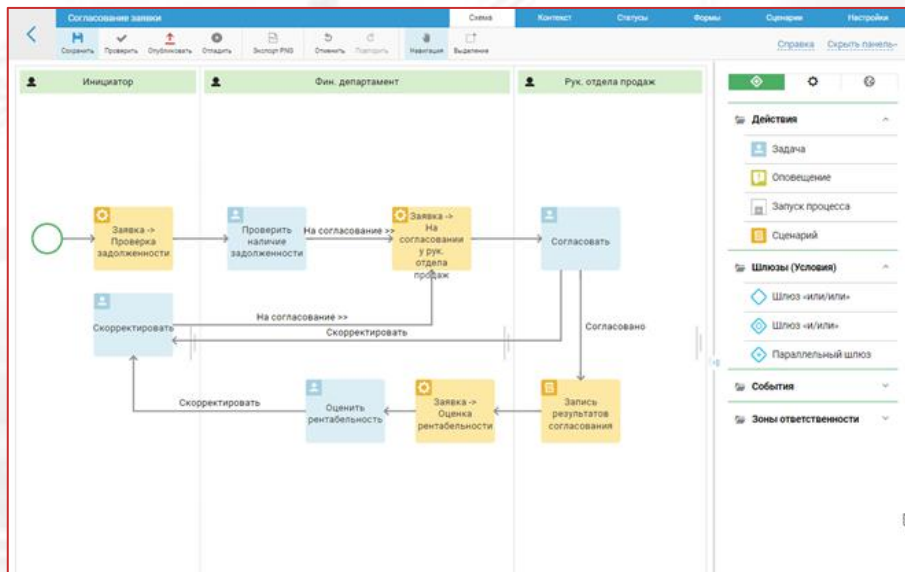 Согласование заявки
Схема
Контекст
Статусы
Формы
Сценарии
Настройки
Сохранить
Проверить
Опубликовать
Отладить
Экспорт PNG
Отменить
Повторить
Навигация
Выделение
Справка
Скрыть панель
Инициатор
Фин. департамент
Рук. отдела продаж
Действия
Задача
Оповещение
Запуск процесса
Сценарий
Шлюзы (Условия)
Шлюз «или/или»
Шлюз «и/или»
Параллельный шлюз
События
Зоны ответственности
Заявка ->
Проверка
задолженности
Проверить
наличие
задолженности
На согласование >>
Заявка ->
На
согласовании
у рук.
отдела
продаж
Согласовать
Скорректировать
На согласование >>
Скорректировать
Согласовано
Скорректировать
Оценить
рентабельность
Заявка ->
Оценка
рентабельности
Запись
результатов
согласования